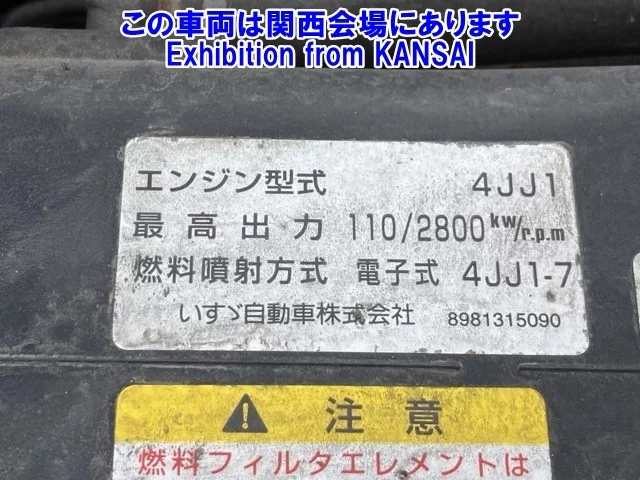 この車両は関西会場にあります
Exhibition from KANSAI
エンジン型式 4JJ1
最高出力 110/2800 kw/r.p.m
燃料噴射方式 電子式 4JJ1-7
いすゞ自動車株式会社 8981315090
注意
燃料フィルタエレメントは